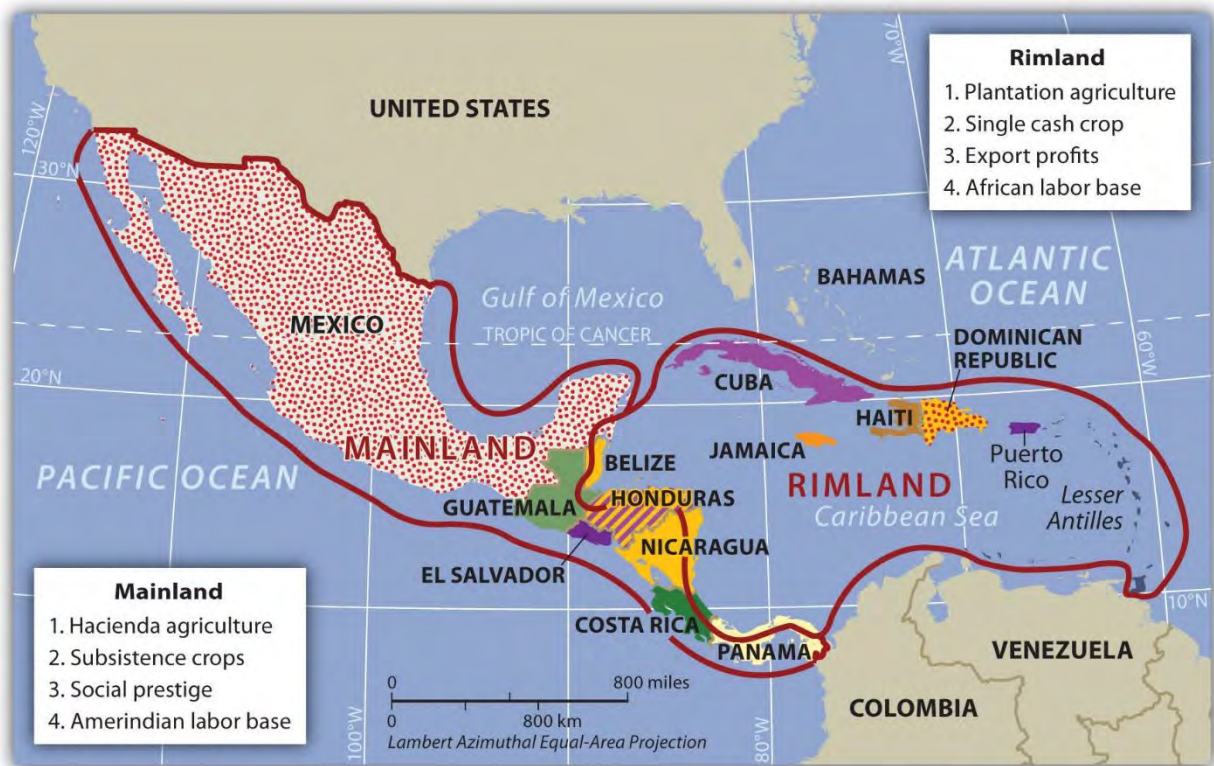 UNITED STATES
Rimland
1. Plantation agriculture
2. Single cash crop
3. Export profits
4. African labor base
120°W
30°N
70°W
BAHAMAS
ATLANTIC
OCEAN
Gulf of Mexico
TROPIC OF CANCER
MEXICO
60°W
DOMINICAN
REPUBLIC
20°N
CUBA
HAITI
MAINLAND
JAMAICA
Puerto
Rico
PACIFIC OCEAN
BELIZE
RIMLAND
Caribbean Sea
Lesser
Antilles
GUATEMALA
HONDURAS
NICARAGUA
EL SALVADOR
Mainland
1. Hacienda agriculture
2. Subsistence crops
3. Social prestige
4. Amerindian labor base
10°N
COSTA RICA
PANAMA
VENEZUELA
COLOMBIA
0 800 miles
0 800 km
Lambert Azimuthal Equal-Area Projection
100°W
80°W